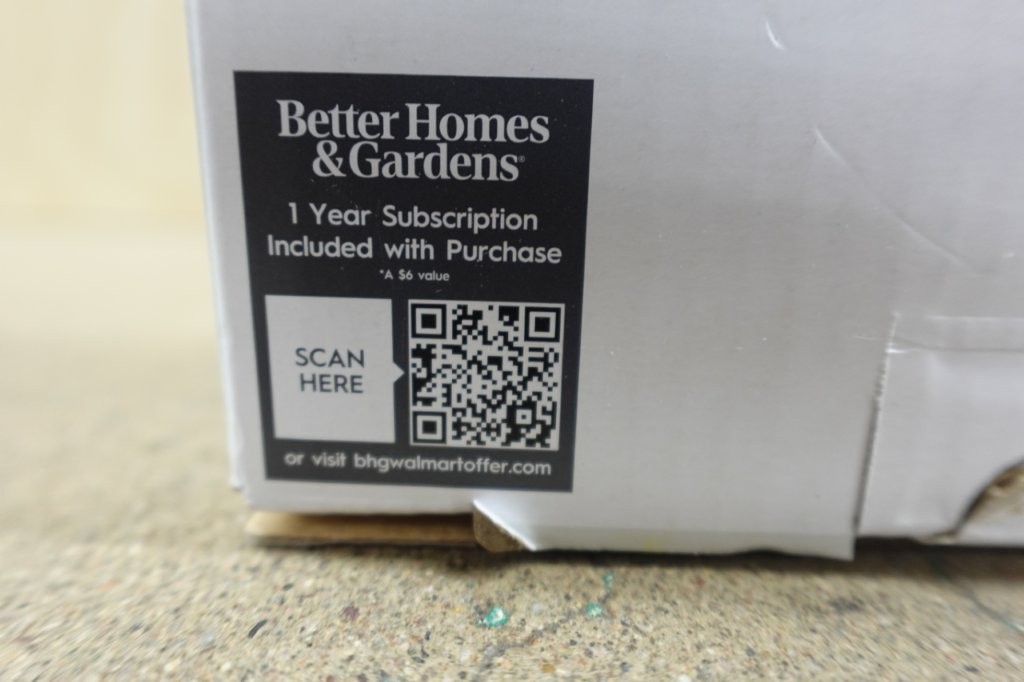 Better Homes
& Gardens®
1 Year Subscription
Included with Purchase
*A $6 value
SCAN
HERE
or visit bhgwalmartoffer.com